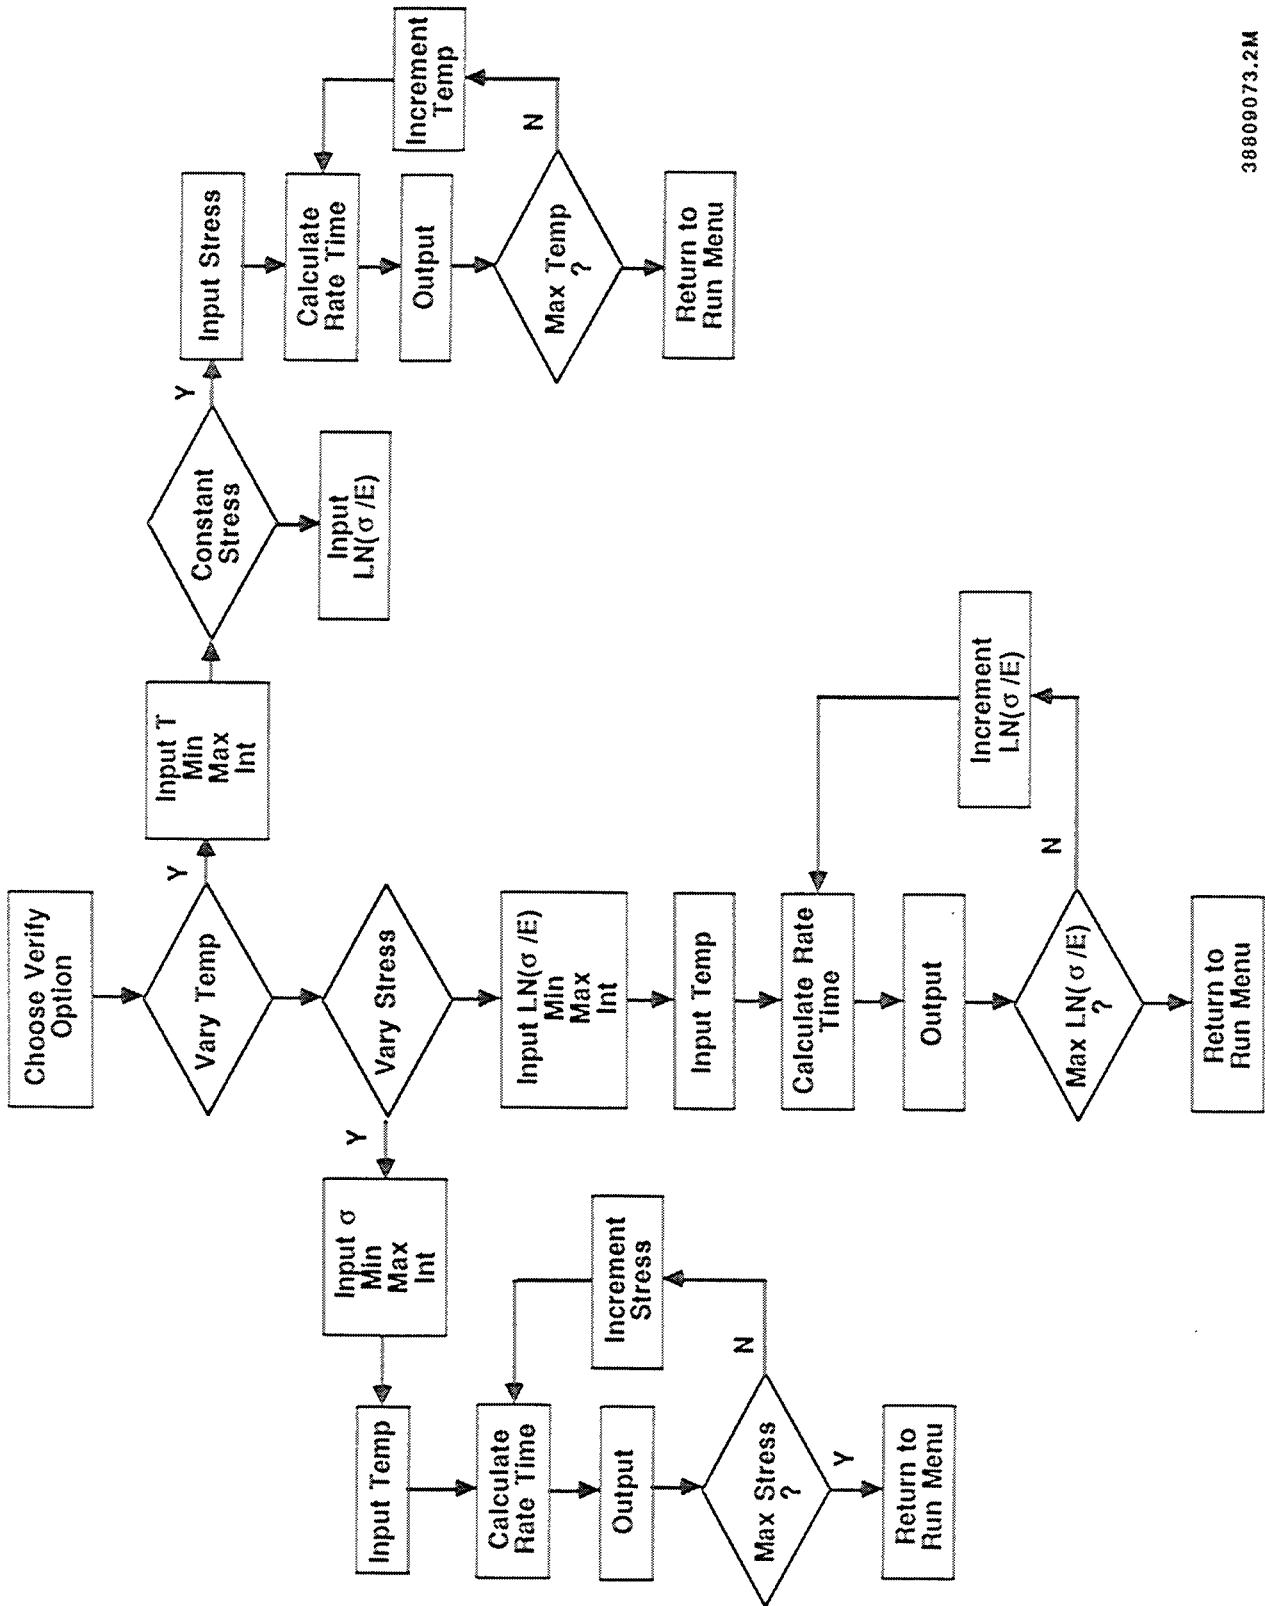 Choose Verify
Option
Vary Temp
Y
Input T
Min
Max
Int
Constant
Stress
Y
Input Stress
Calculate
Rate Time
Output
Max Temp
?
N
Increment
Temp
Return to
Run Menu
Input
LN(σ /E)
Vary Stress
Y
Input σ
Min
Max
Int
Input Temp
Calculate
Rate Time
Output
Max Stress
?
N
Increment
Stress
Y
Return to
Run Menu
Input LN(σ /E)
Min
Max
Int
Input Temp
Calculate Rate
Time
Output
Max LN(σ /E)
?
N
Increment
LN(σ /E)
Return to
Run Menu
38809073.2M